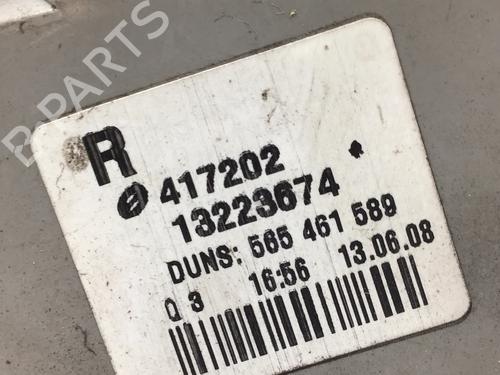 R
417202
13223674
DUNS: 565 461 589
Q 3 16:56 13.06.08
B-PARTS